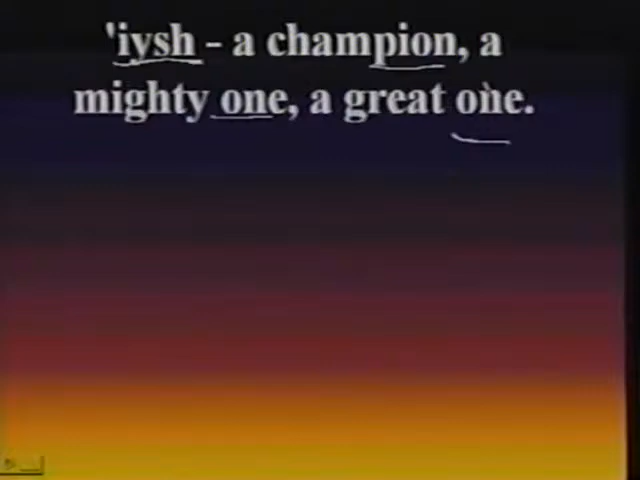 'iysh - a champion, a
mighty one, a great one.